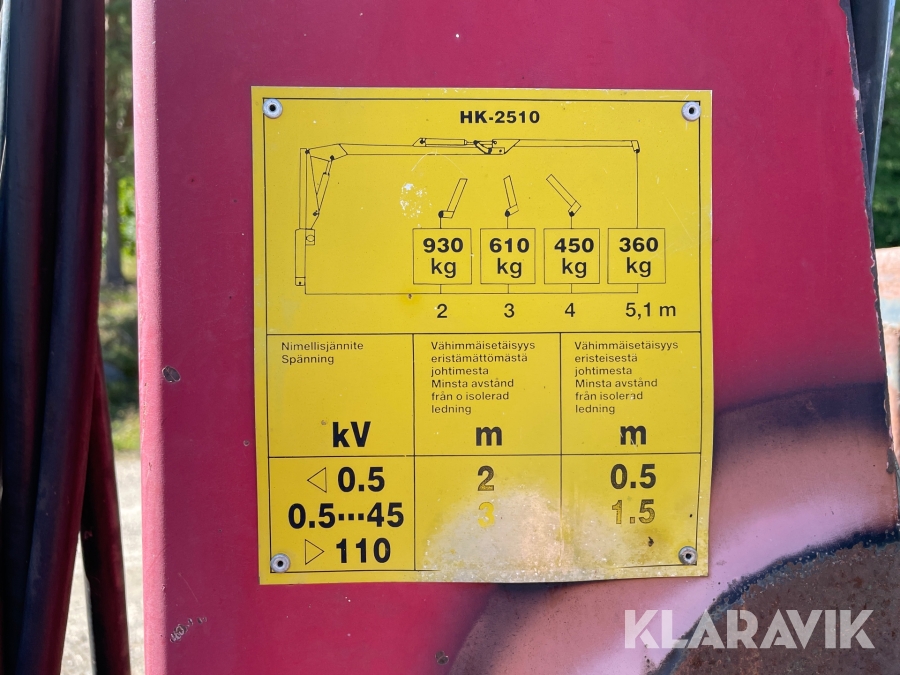 HK-2510
930 kg
610 kg
450 kg
360 kg
2 3 4 5,1 m
Nimellisjännite
Spänning
kV
Vähimmäisetäisyys
eristämättömästä
johtimesta
Minsta avstånd
från o isolerad
ledning
m
Vähimmäisetäisyys
eristeisestä
johtimesta
Minsta avstånd
från isolerad
ledning
m
◁ 0.5 2 0.5
0.5···45 3 1.5
▷ 110
KLARAVIK